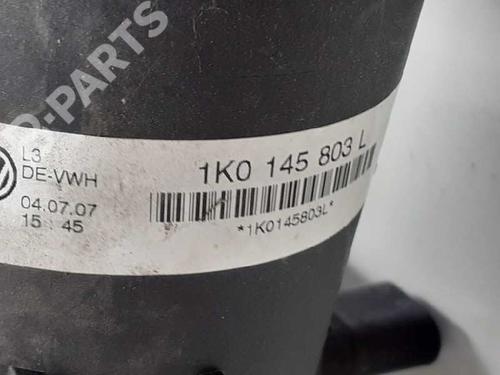 B-PARTS
L3
DE-VWH
04.07.07
15 : 45
1K0 145 803 L
*1K0145803L*